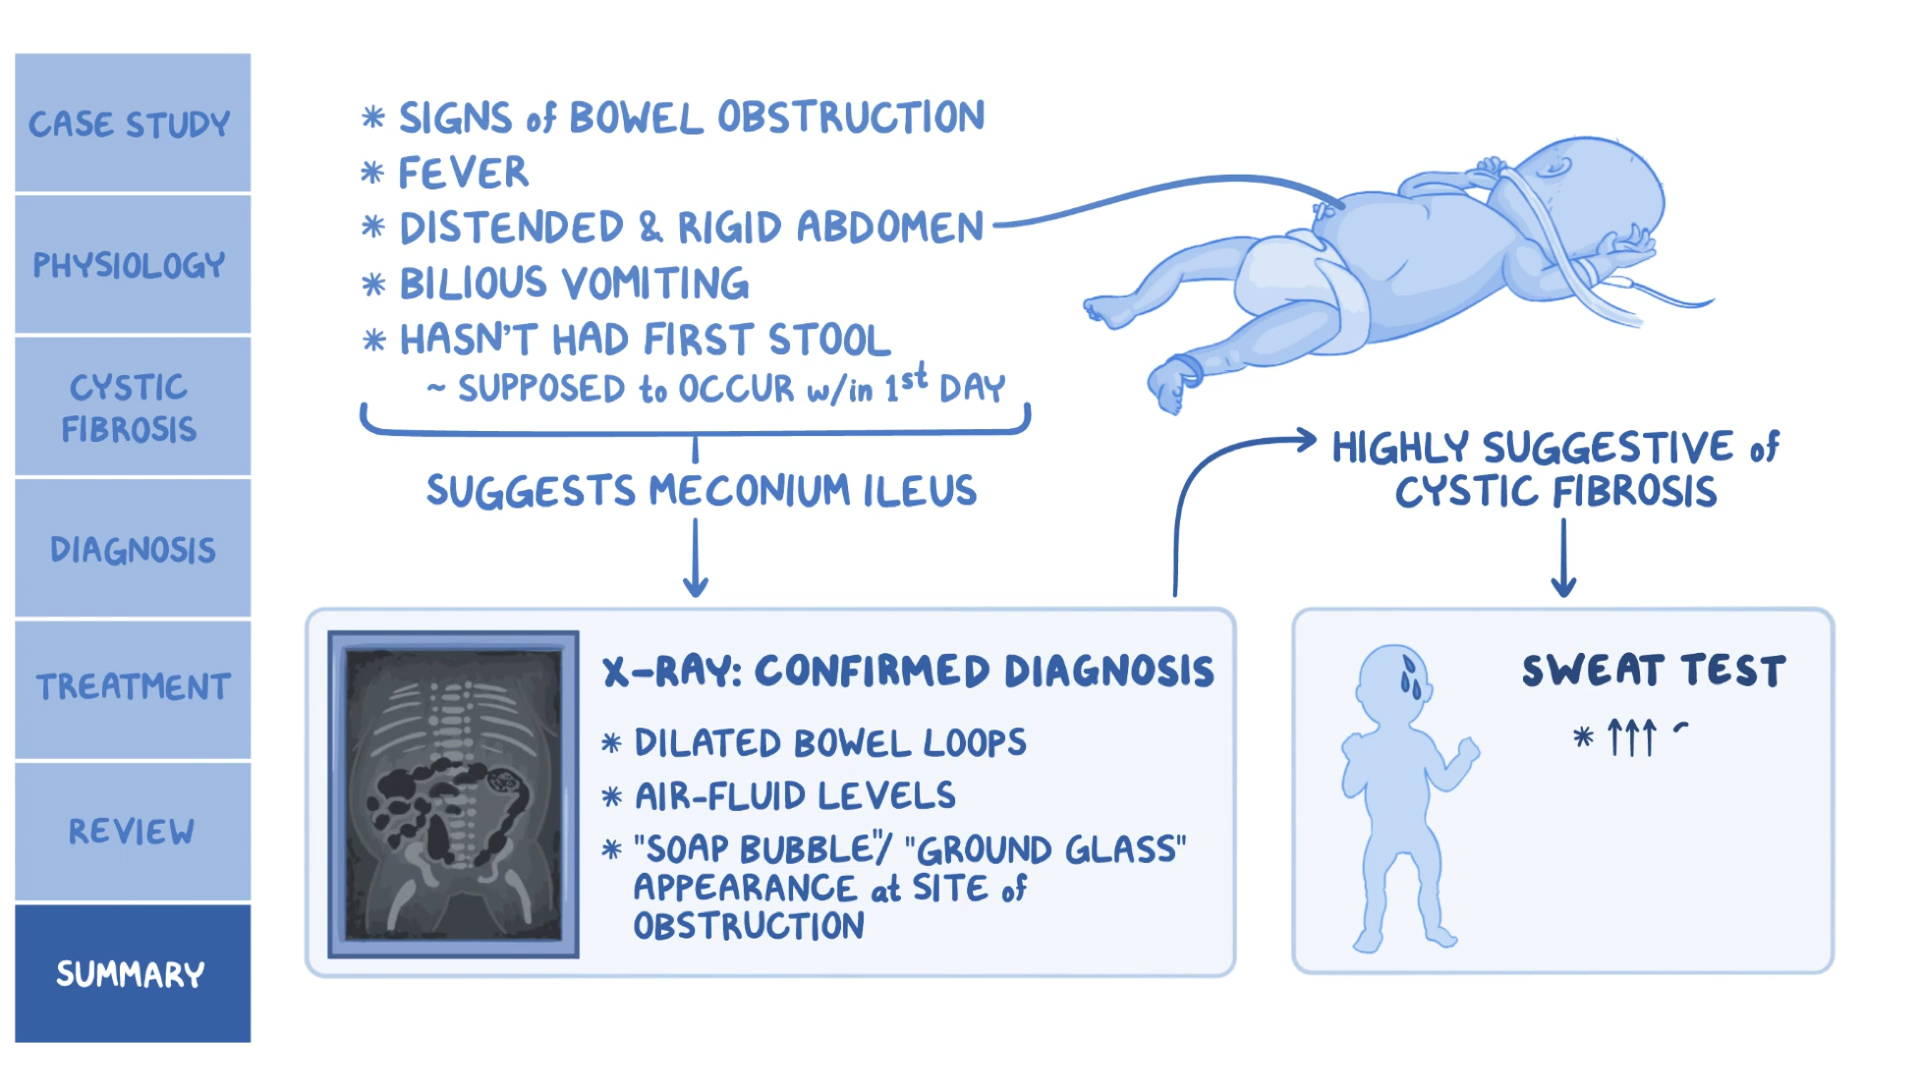 CASE STUDY
PHYSIOLOGY
CYSTIC
FIBROSIS
DIAGNOSIS
TREATMENT
REVIEW
SUMMARY
* SIGNS of BOWEL OBSTRUCTION
* FEVER
* DISTENDED & RIGID ABDOMEN
* BILIOUS VOMITING
* HASN'T HAD FIRST STOOL
~ SUPPOSED to OCCUR w/in 1st DAY
SUGGESTS MECONIUM ILEUS
X-RAY: CONFIRMED DIAGNOSIS
* DILATED BOWEL LOOPS
* AIR-FLUID LEVELS
* "SOAP BUBBLE"/ "GROUND GLASS"
APPEARANCE at SITE of
OBSTRUCTION
HIGHLY SUGGESTIVE of
CYSTIC FIBROSIS
SWEAT TEST
* ↑↑↑